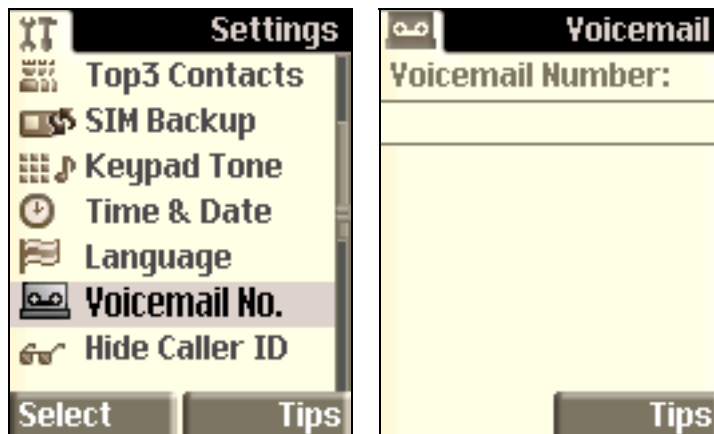 Settings
Top3 Contacts
SIM Backup
Keypad Tone
Time & Date
Language
Voicemail No.
Hide Caller ID
Select Tips
Voicemail
Voicemail Number:
Tips